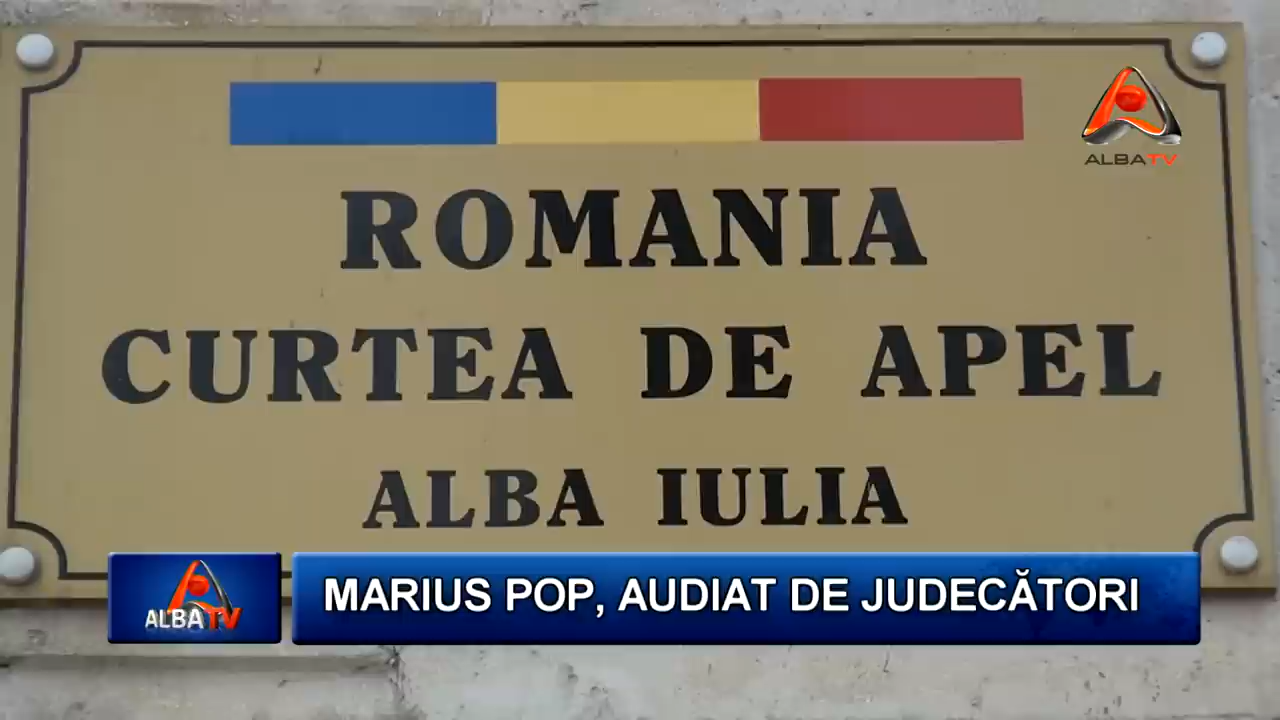 ALBATV
ROMANIA
CURTEA DE APEL
ALBA IULIA
ALBATV
MARIUS POP, AUDIAT DE JUDECĂTORI